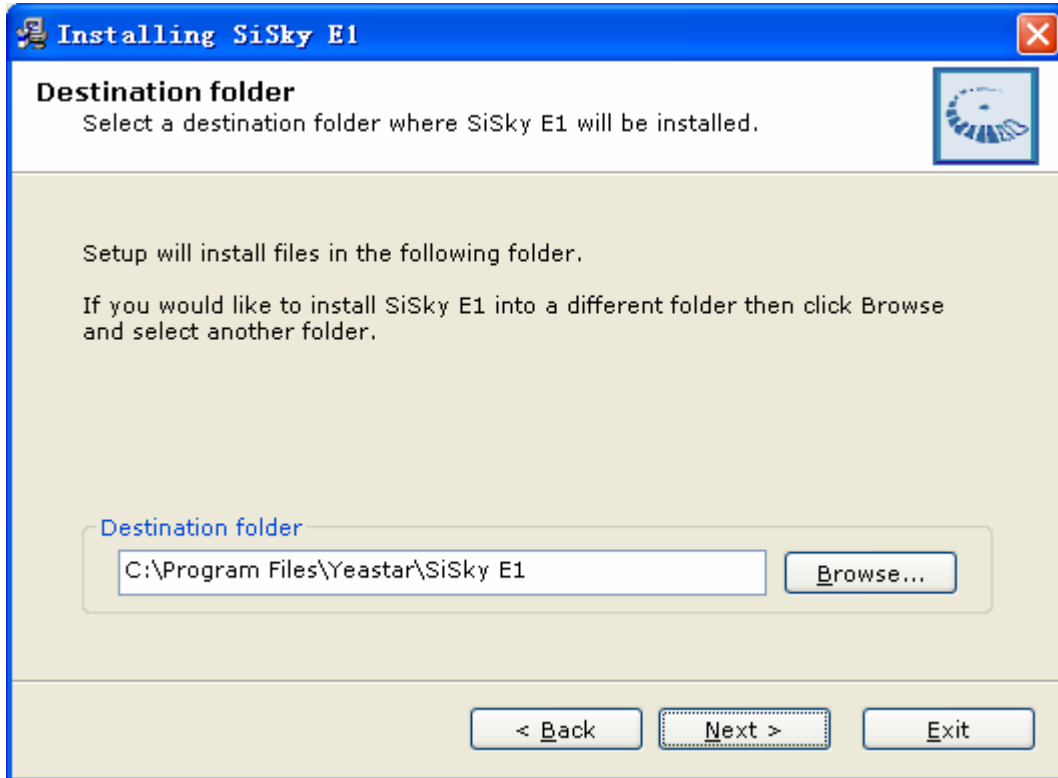 Installing SiSky E1
Destination folder
Select a destination folder where SiSky E1 will be installed.
Setup will install files in the following folder.
If you would like to install SiSky E1 into a different folder then click Browse
and select another folder.
Destination folder
C:\Program Files\Yeastar\SiSky E1
Browse...
< Back
Next >
Exit